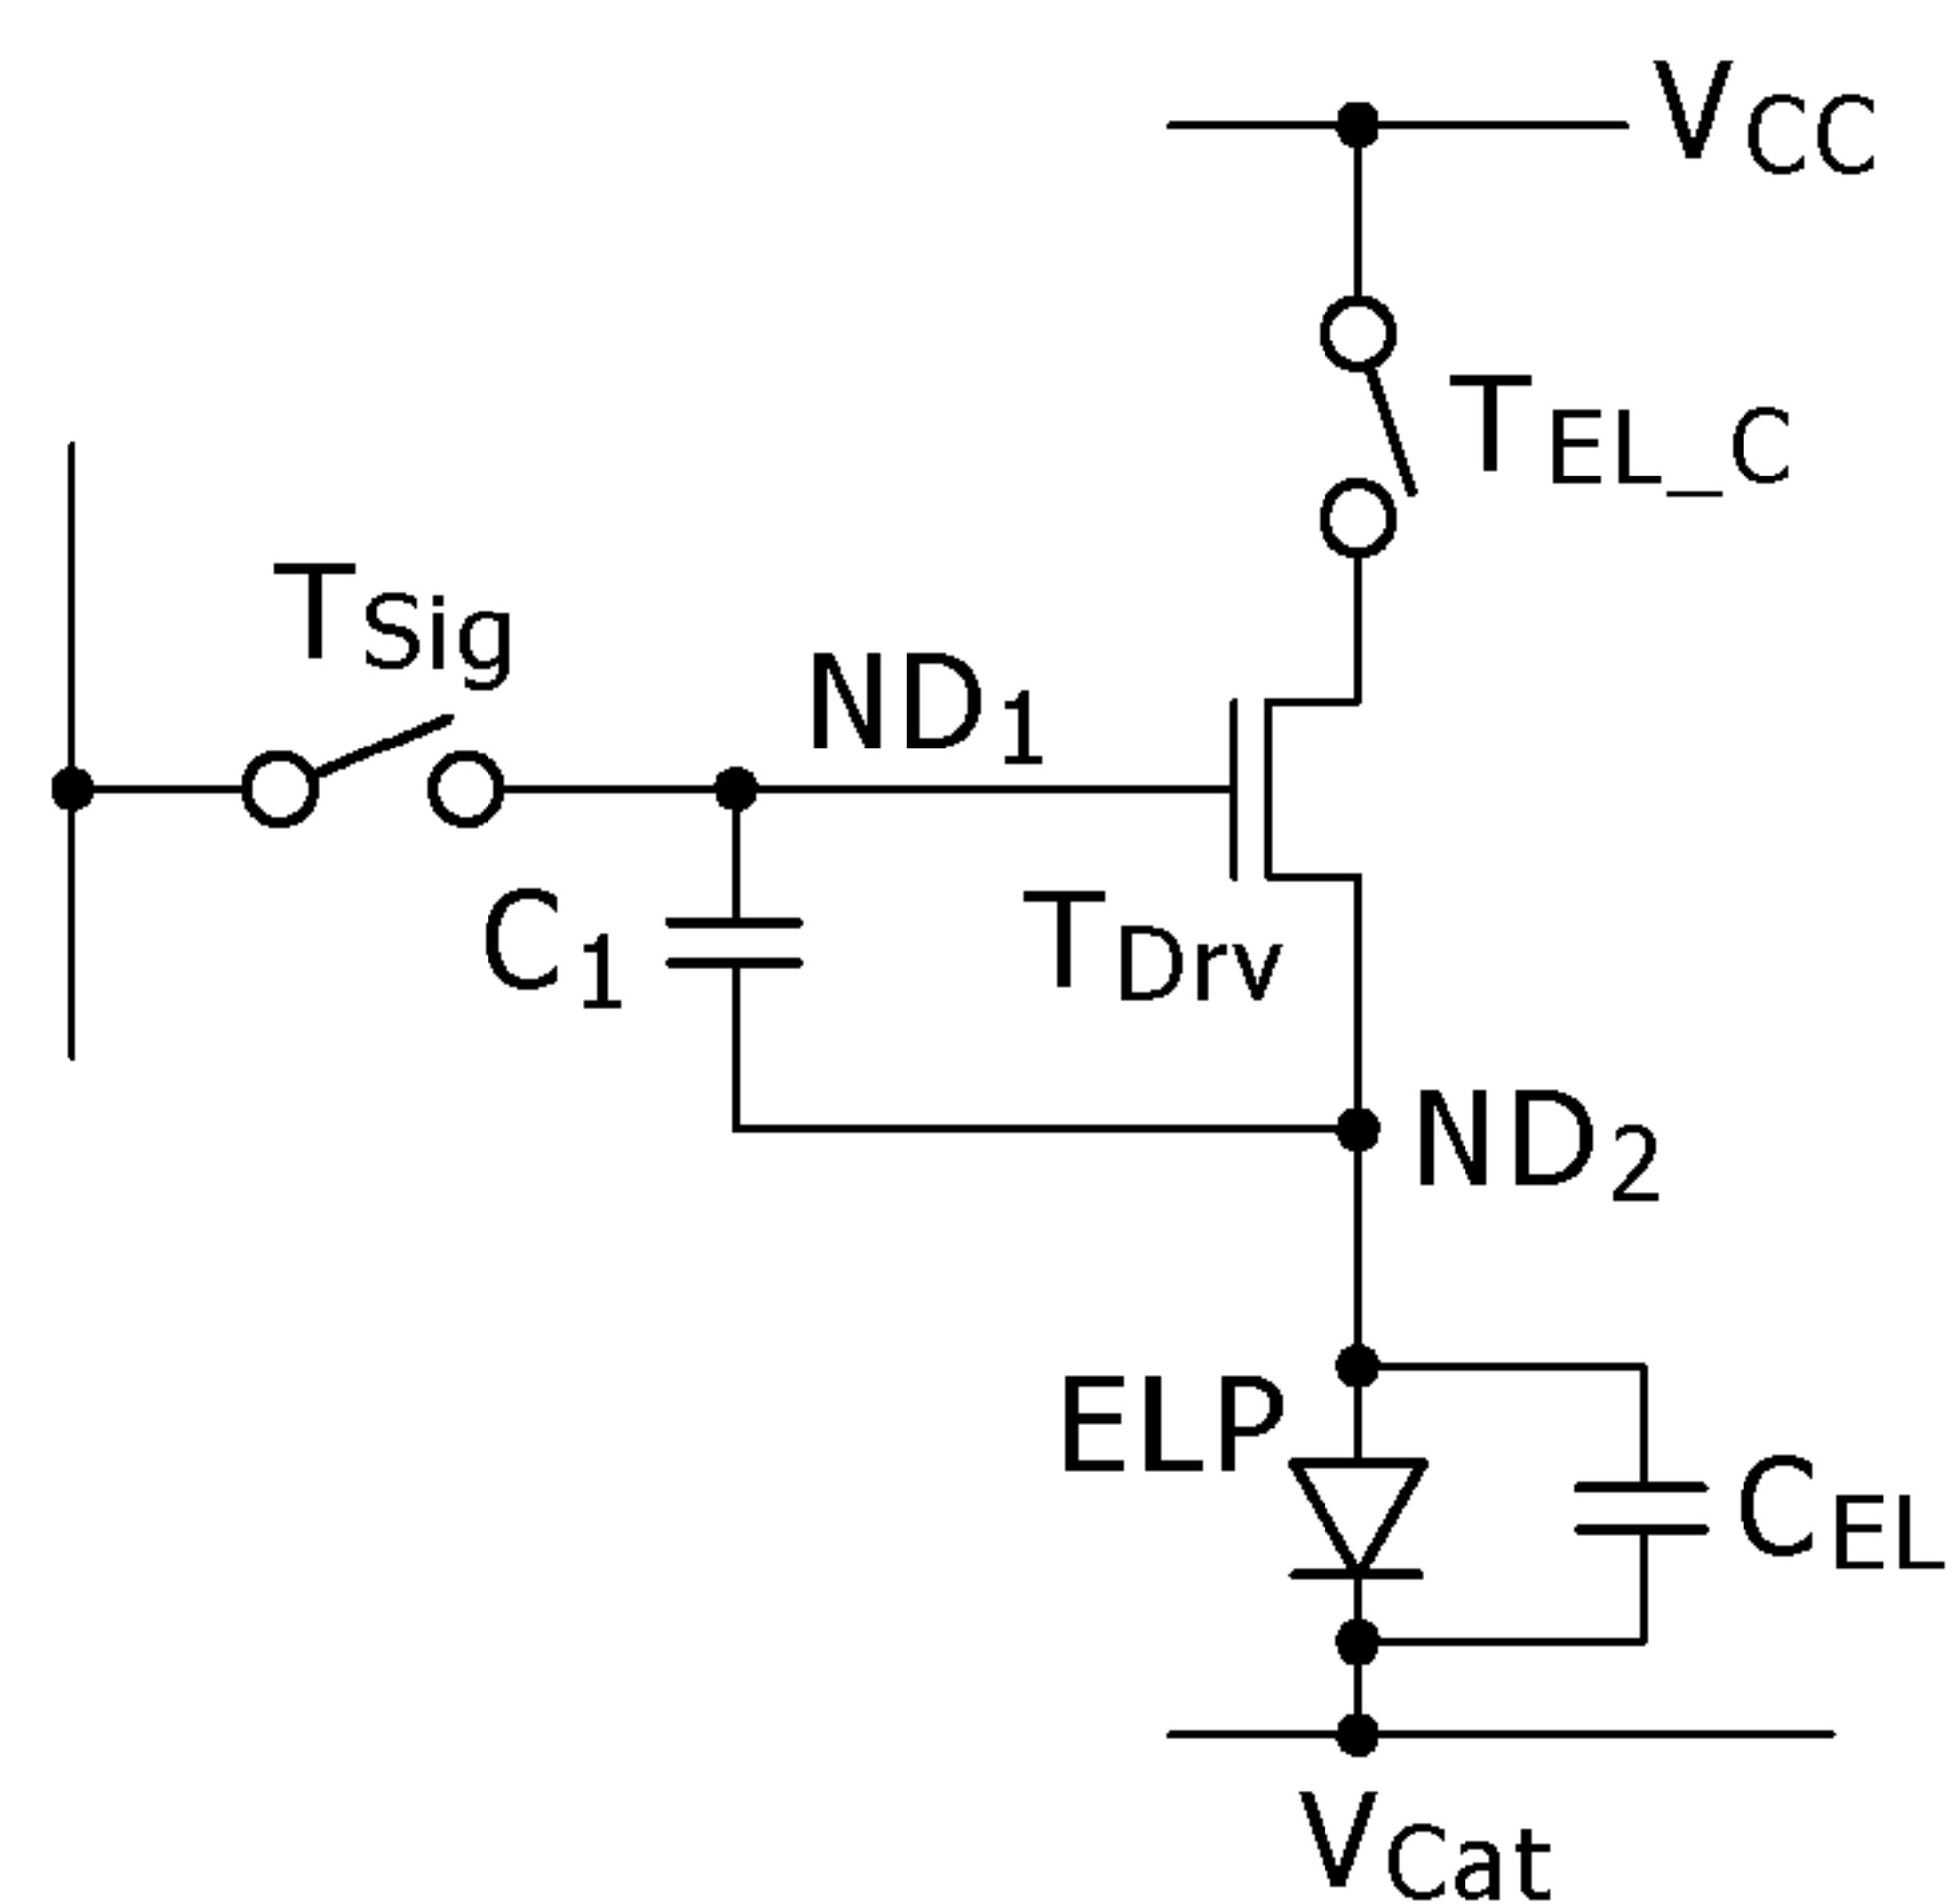 VCC
TEL_C
TSig
ND1
C1
TDrv
ND2
ELP
CEL
VCat